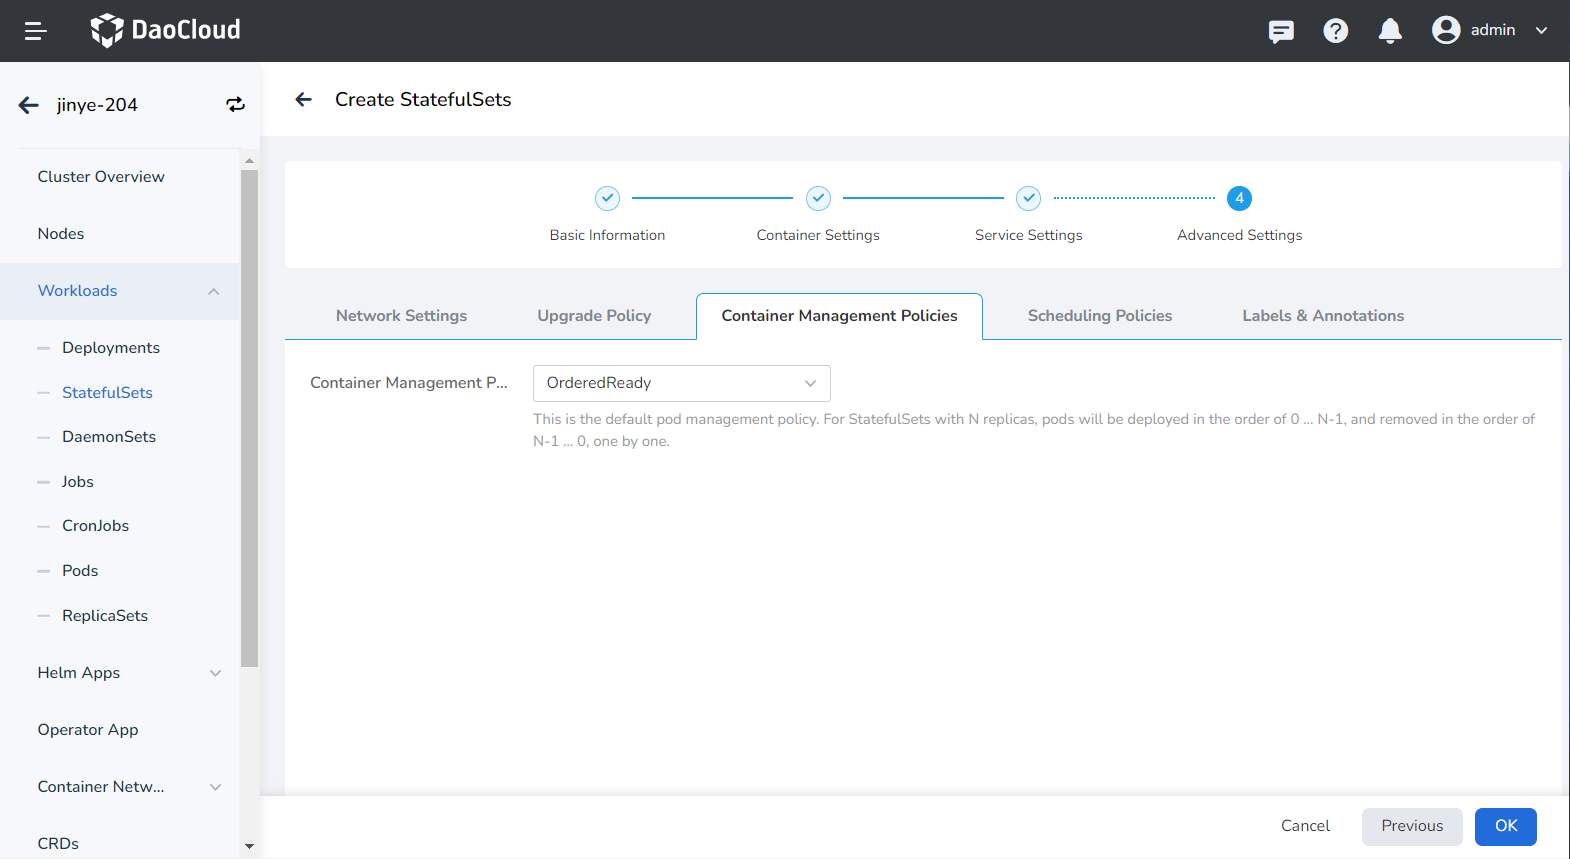 DaoCloud
admin
jinye-204
Cluster Overview
Nodes
Workloads
Deployments
StatefulSets
DaemonSets
Jobs
CronJobs
Pods
ReplicaSets
Helm Apps
Operator App
Container Netw...
CRDs
Create StatefulSets
4
Basic Information
Container Settings
Service Settings
Advanced Settings
Network Settings
Upgrade Policy
Container Management Policies
Scheduling Policies
Labels & Annotations
Container Management P...
OrderedReady
This is the default pod management policy. For StatefulSets with N replicas, pods will be deployed in the order of 0 ... N-1, and removed in the order of
N-1 ... 0, one by one.
Cancel
Previous
OK